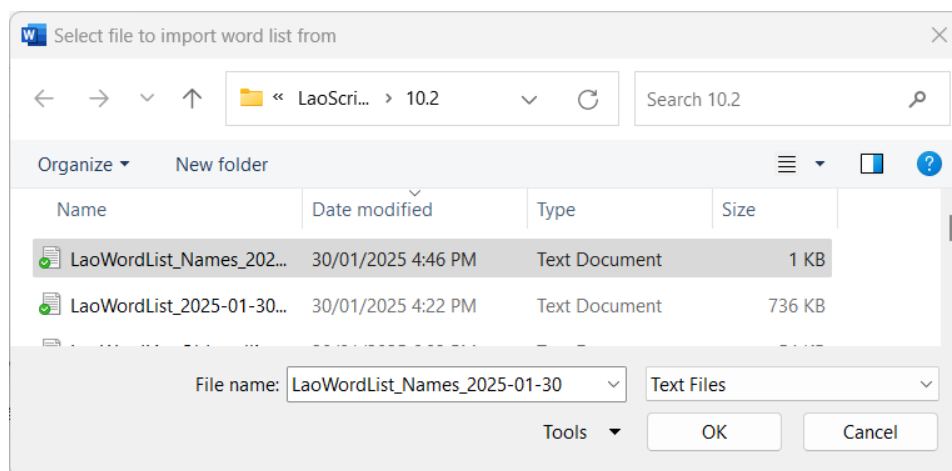 Select file to import word list from
« LaoScri... > 10.2
Search 10.2
Organize
New folder
Name Date modified Type Size
LaoWordList_Names_202... 30/01/2025 4:46 PM Text Document 1 KB
LaoWordList_2025-01-30... 30/01/2025 4:22 PM Text Document 736 KB
File name: LaoWordList_Names_2025-01-30 Text Files
Tools OK Cancel